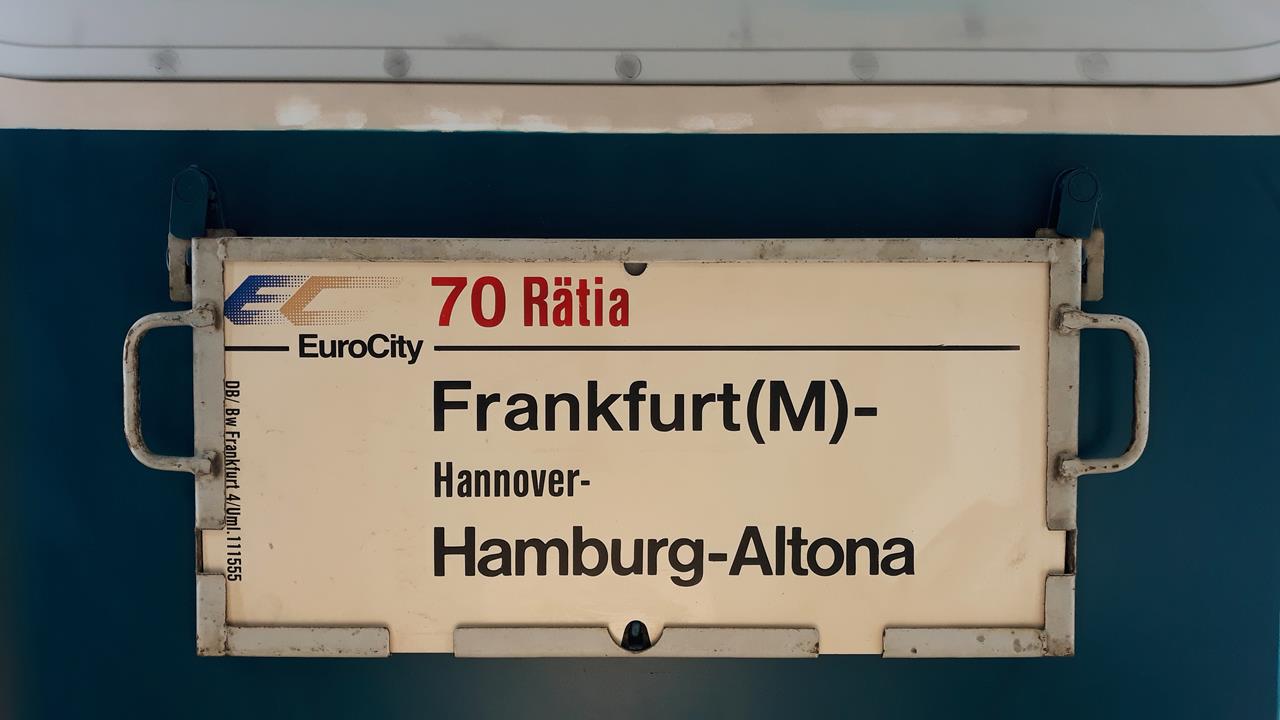 EC 70 Rätia
EuroCity
Frankfurt(M)-
Hannover-
Hamburg-Altona
DB/ Bw Frankfurt 4/Uml.111555